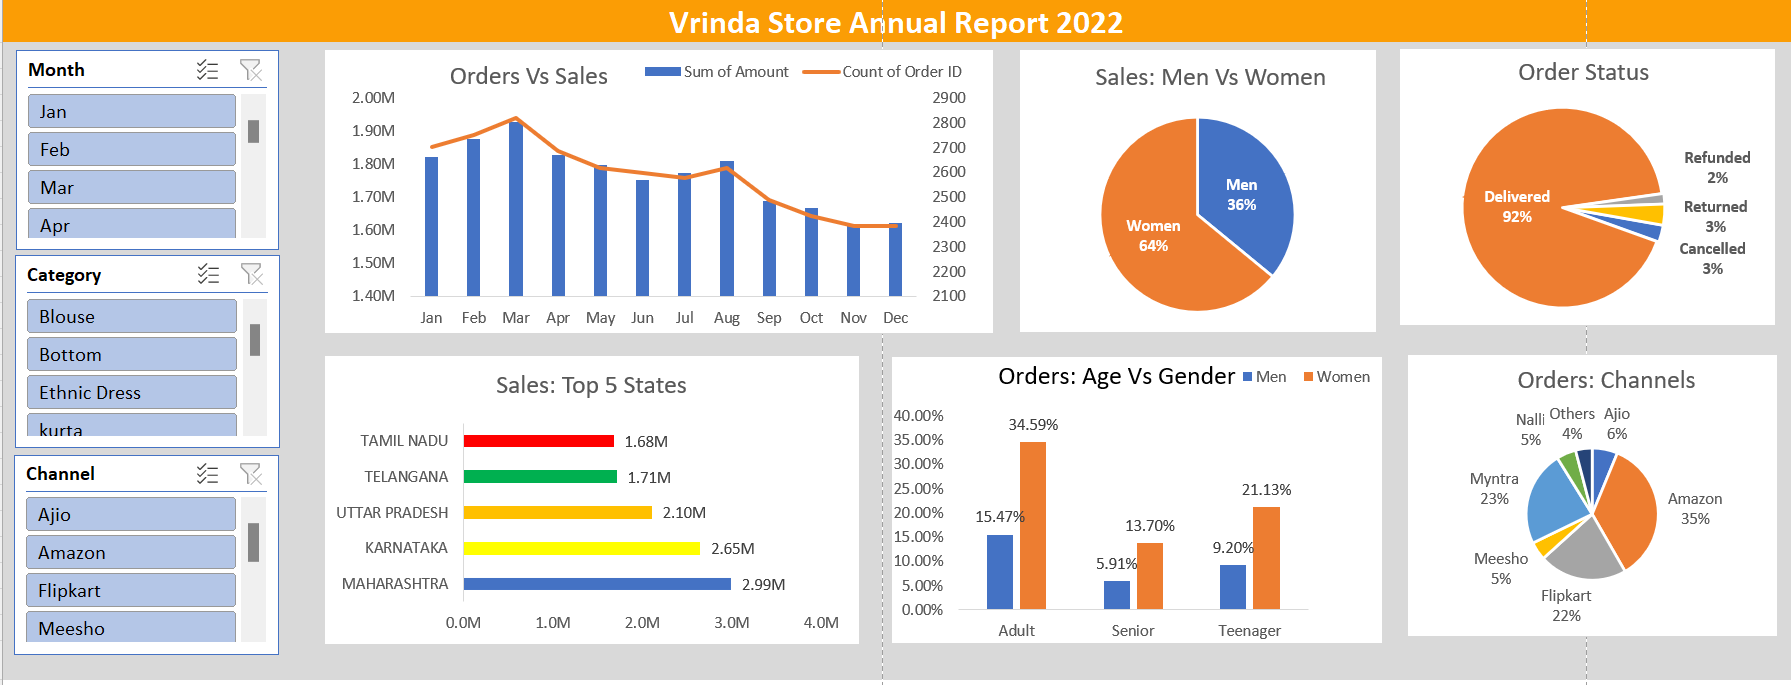 Vrinda Store Annual Report 2022
Month
Jan
Feb
Mar
Apr
Category
Blouse
Bottom
Ethnic Dress
kurta
Channel
Ajio
Amazon
Flipkart
Meesho
Orders Vs Sales
Sum of Amount Count of Order ID
2.00M 2900
1.90M 2800
1.80M 2700
1.70M 2600
1.60M 2500
1.50M 2400
1.40M 2300
2200
2100
Jan Feb Mar Apr May Jun Jul Aug Sep Oct Nov Dec
Sales: Men Vs Women
Men
36%
Women
64%
Order Status
Delivered
92%
Refunded
2%
Returned
3%
Cancelled
3%
Sales: Top 5 States
TAMIL NADU 1.68M
TELANGANA 1.71M
UTTAR PRADESH 2.10M
KARNATAKA 2.65M
MAHARASHTRA 2.99M
0.0M 1.0M 2.0M 3.0M 4.0M
Orders: Age Vs Gender Men Women
40.00%
35.00%
30.00%
25.00%
20.00%
15.00%
10.00%
5.00%
0.00%
15.47% 34.59%
5.91% 13.70%
9.20% 21.13%
Adult Senior Teenager
Orders: Channels
Nalli
5%
Others
4%
Ajio
6%
Myntra
23%
Amazon
35%
Meesho
5%
Flipkart
22%